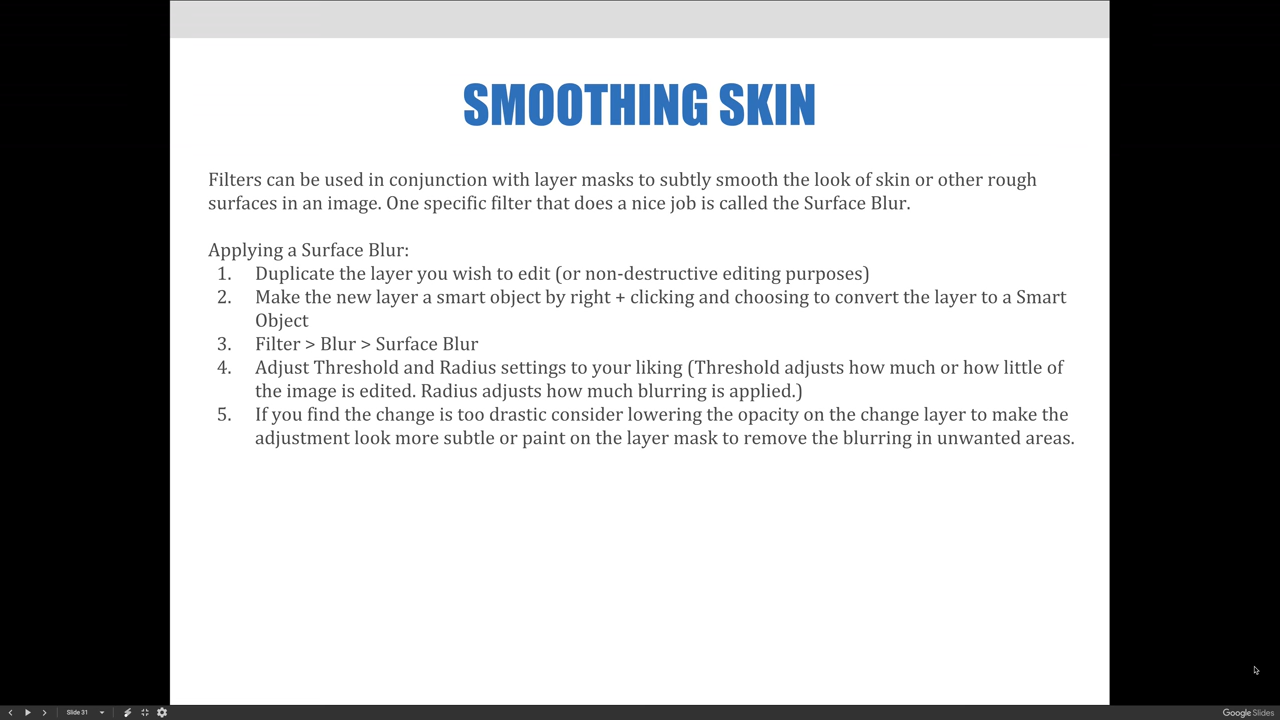 SMOOTHING SKIN
Filters can be used in conjunction with layer masks to subtly smooth the look of skin or other rough
surfaces in an image. One specific filter that does a nice job is called the Surface Blur.
Applying a Surface Blur:
1. Duplicate the layer you wish to edit (or non-destructive editing purposes)
2. Make the new layer a smart object by right + clicking and choosing to convert the layer to a Smart
Object
3. Filter > Blur > Surface Blur
4. Adjust Threshold and Radius settings to your liking (Threshold adjusts how much or how little of
the image is edited. Radius adjusts how much blurring is applied.)
5. If you find the change is too drastic consider lowering the opacity on the change layer to make the
adjustment look more subtle or paint on the layer mask to remove the blurring in unwanted areas.
Slide 31
Google Slides